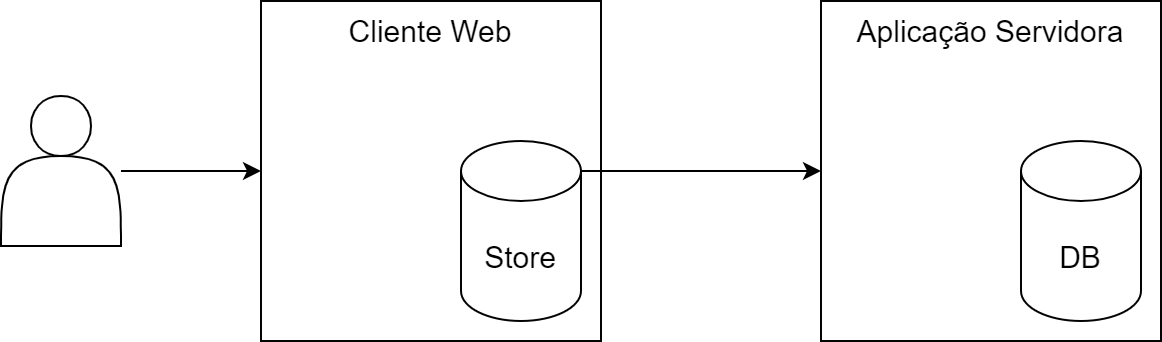 Cliente Web
Aplicação Servidora
Store
DB